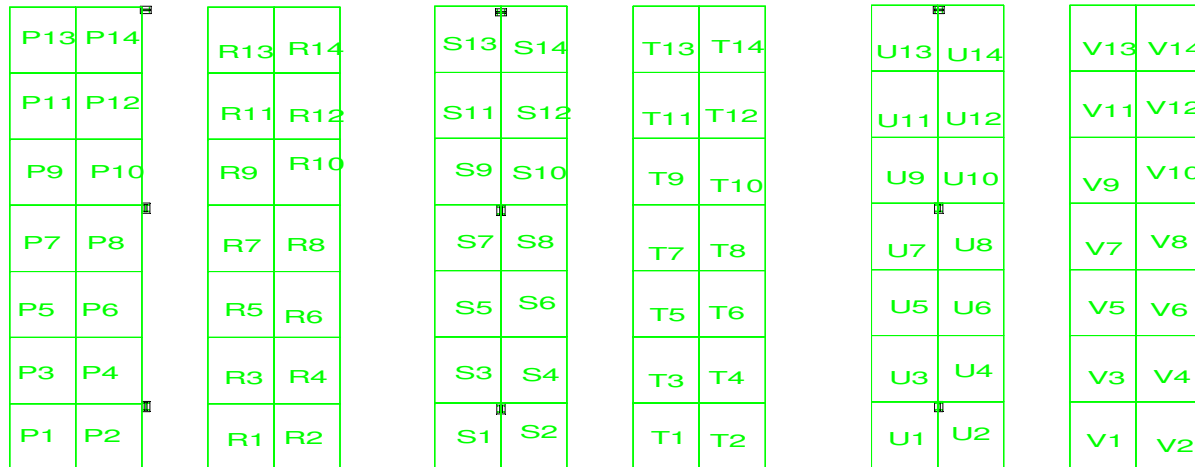 P13 P14 R13 R14 S13 S14 T13 T14 U13 U14 V13 V14
P11 P12 R11 R12 S11 S12 T11 T12 U11 U12 V11 V12
P9 P10 R9 R10 S9 S10 T9 T10 U9 U10 V9 V10
P7 P8 R7 R8 S7 S8 T7 T8 U7 U8 V7 V8
P5 P6 R5 R6 S5 S6 T5 T6 U5 U6 V5 V6
P3 P4 R3 R4 S3 S4 T3 T4 U3 U4 V3 V4
P1 P2 R1 R2 S1 S2 T1 T2 U1 U2 V1 V2